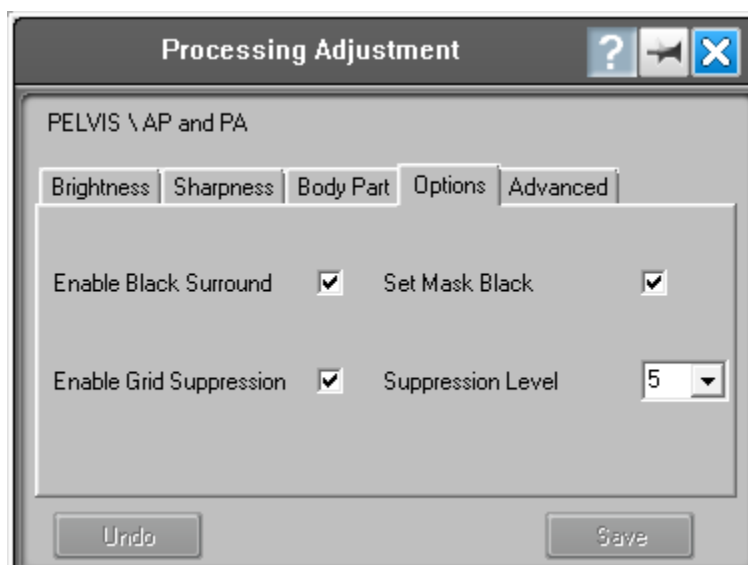 Processing Adjustment ?
PELVIS \ AP and PA
Brightness Sharpness Body Part Options Advanced
Enable Black Surround Set Mask Black
Enable Grid Suppression Suppression Level 5
Undo Save